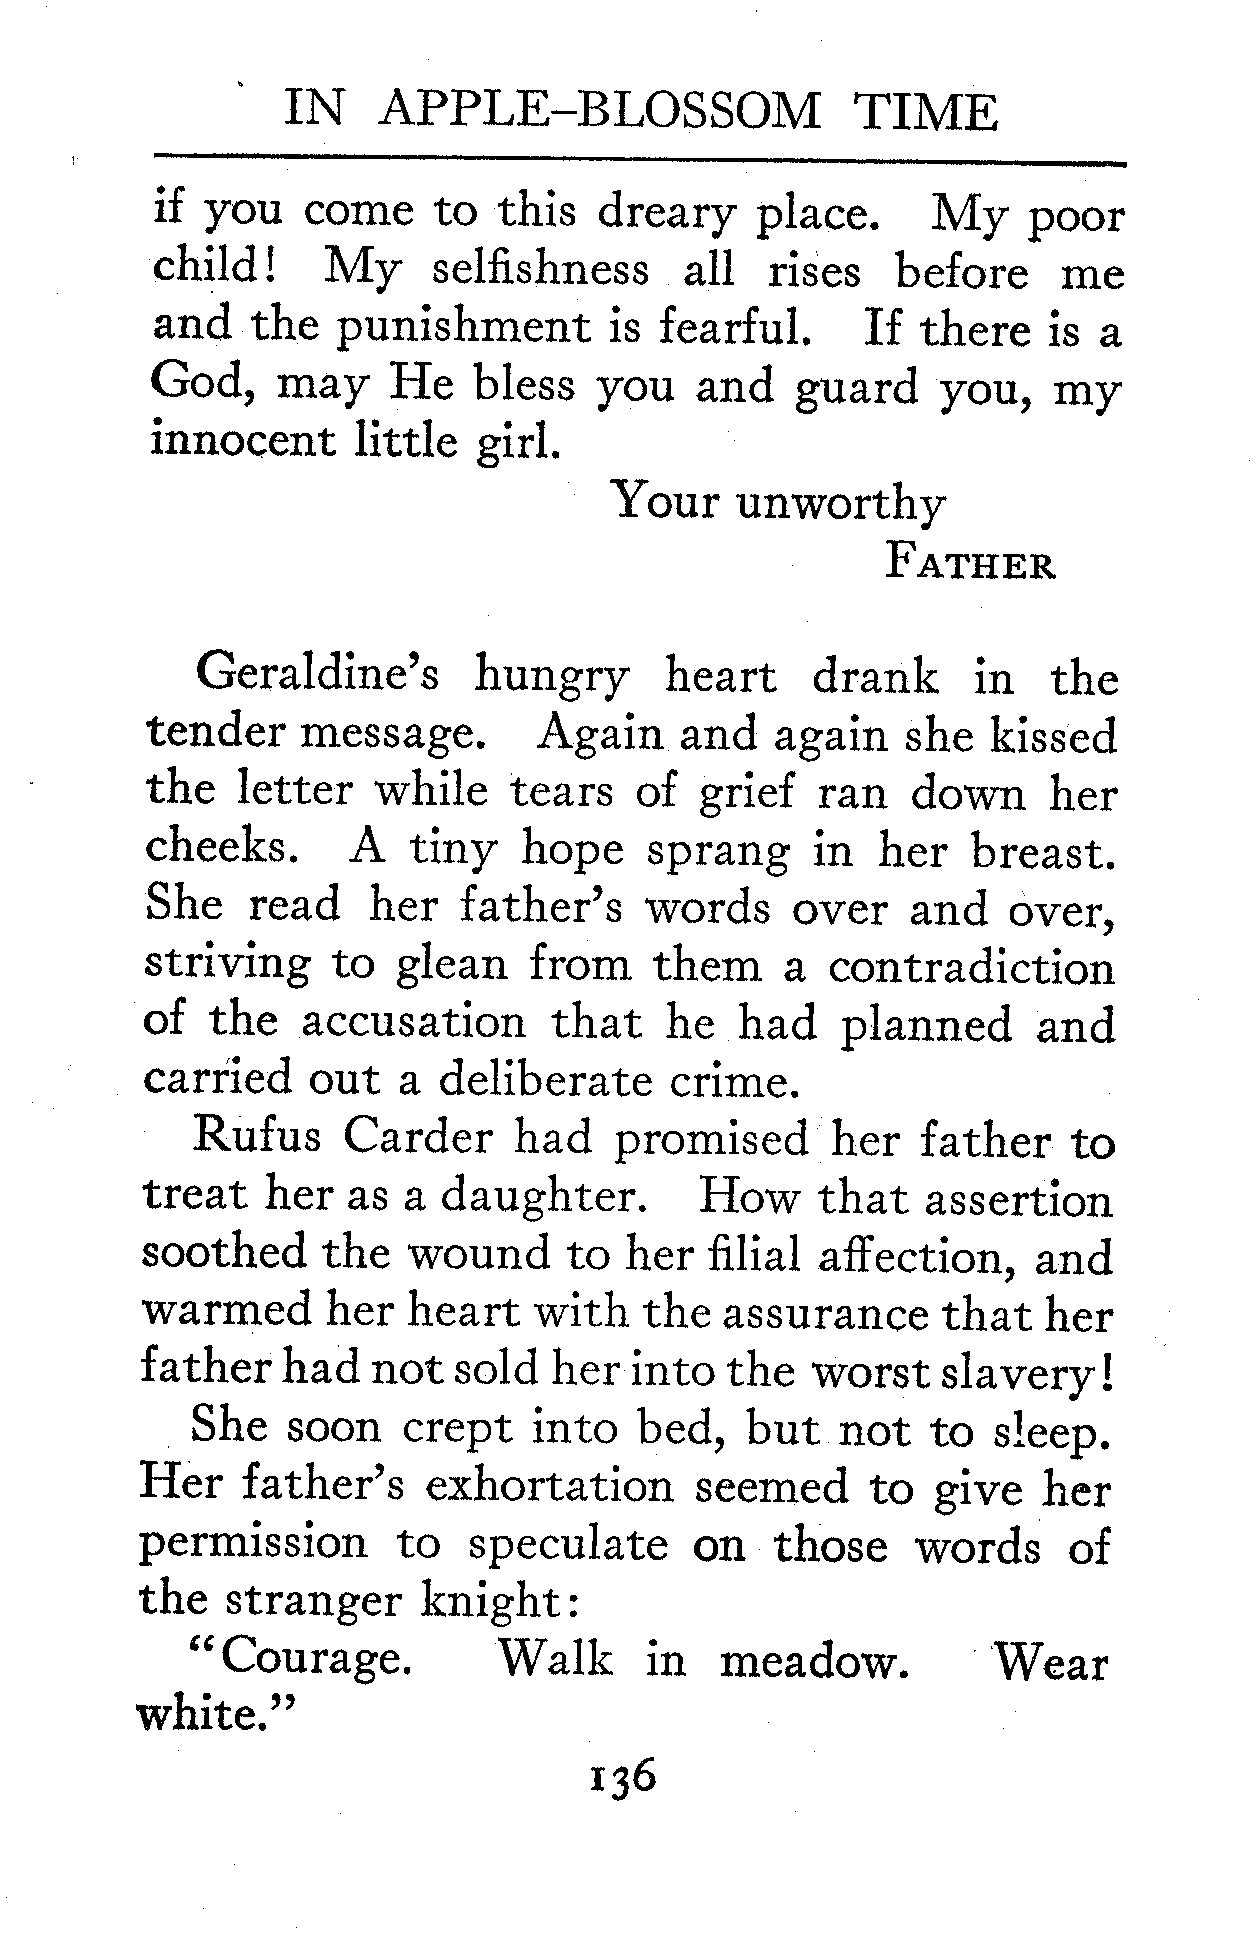 IN APPLE-BLOSSOM TIME
if you come to this dreary place. My poor
child! My selfishness all rises before me
and the punishment is fearful. If there is a
God, may He bless you and guard you, my
innocent little girl.
Your unworthy
FATHER
Geraldine's hungry heart drank in the
tender message. Again and again she kissed
the letter while tears of grief ran down her
cheeks. A tiny hope sprang in her breast.
She read her father's words over and over,
striving to glean from them a contradiction
of the accusation that he had planned and
carried out a deliberate crime.
Rufus Carder had promised her father to
treat her as a daughter. How that assertion
soothed the wound to her filial affection, and
warmed her heart with the assurance that her
father had not sold her into the worst slavery!
She soon crept into bed, but not to sleep.
Her father's exhortation seemed to give her
permission to speculate on those words of
the stranger knight:
"Courage. Walk in meadow. Wear
white."
136